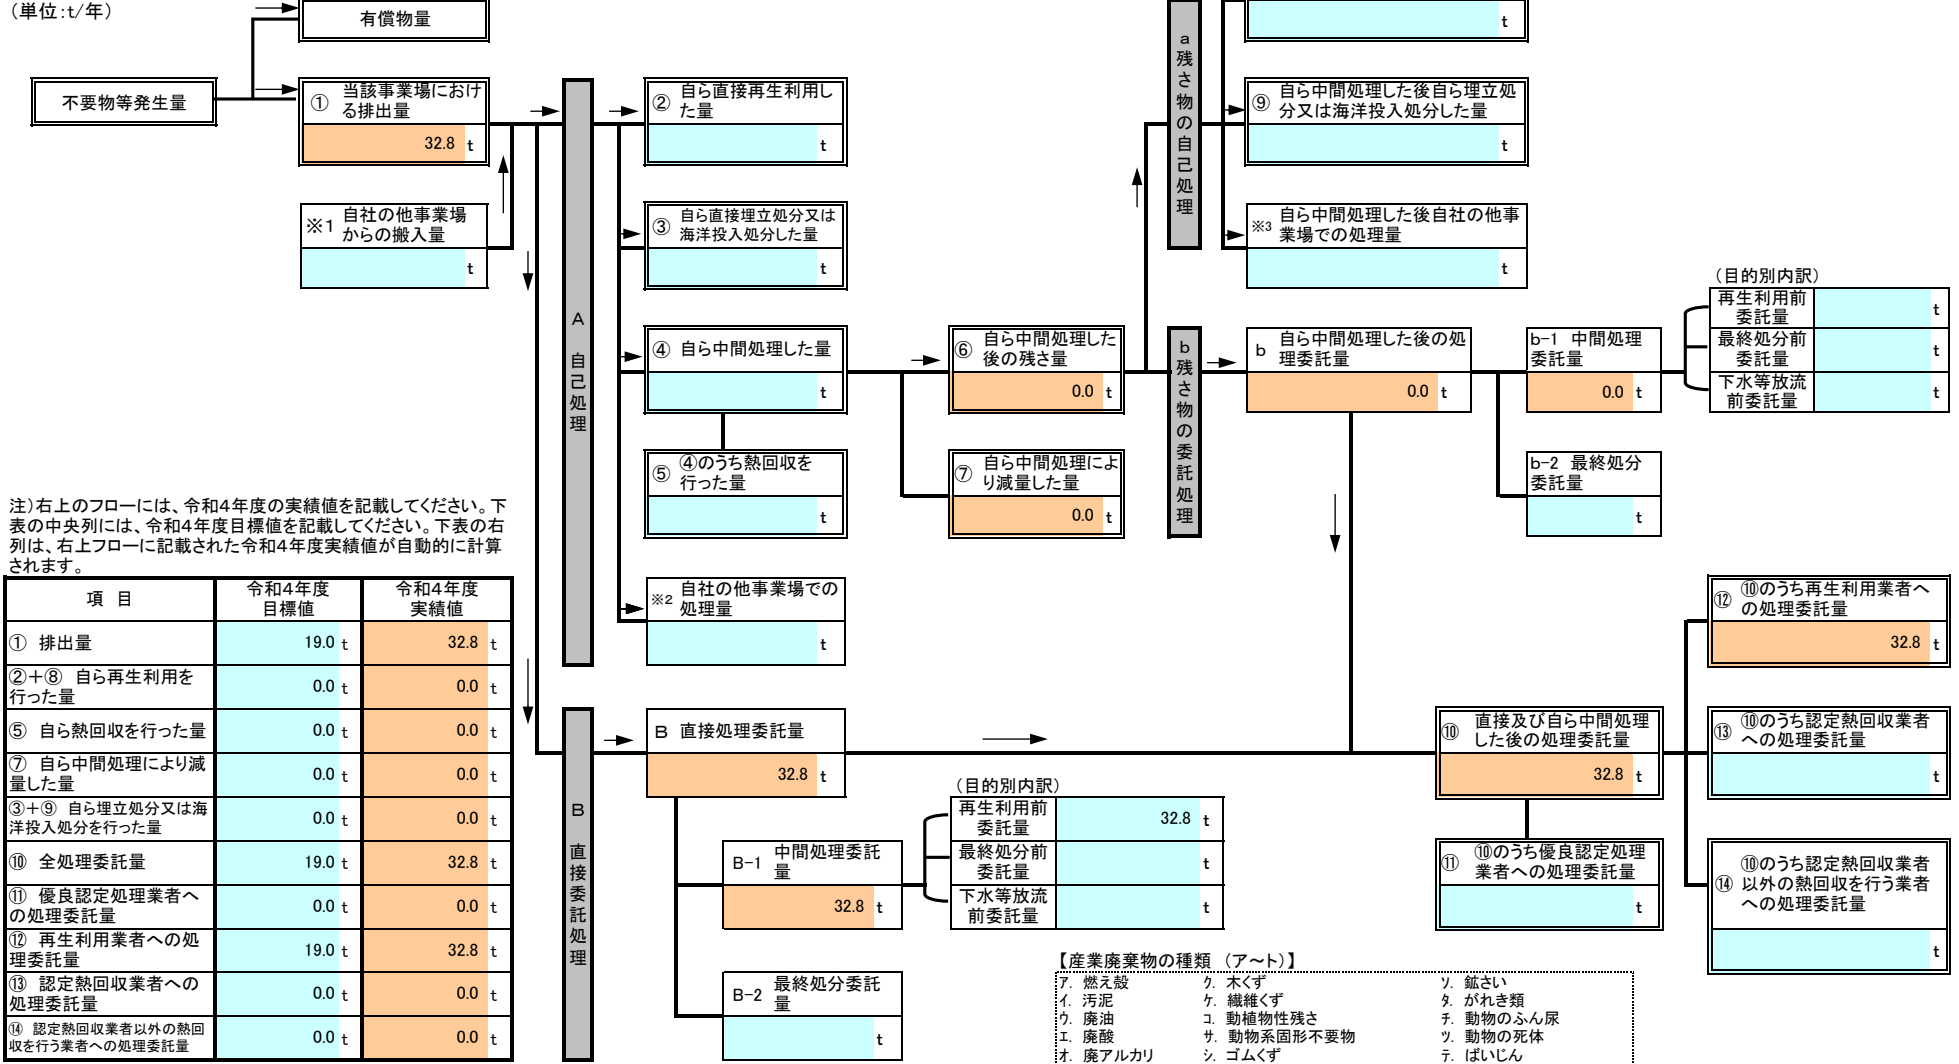 （単位:t/年）
有償物量
不要物等発生量
① 当該事業場におけ
る排出量
32.8 t
※1 自社の他事業場
からの搬入量
t
A 自己処理
② 自ら直接再生利用し
た量
t
③ 自ら直接埋立処分又は
海洋投入処分した量
t
④ 自ら中間処理した量
t
⑤ ④のうち熱回収を
行った量
t
※2 自社の他事業場での
処理量
t
⑥ 自ら中間処理した
後の残さ量
0.0 t
⑦ 自ら中間処理によ
り減量した量
0.0 t
a残さ物の自己処理
t
⑨ 自ら中間処理した後自ら埋立処
分又は海洋投入処分した量
t
※3 自ら中間処理した後自社の他事
業場での処理量
t
b残さ物の委託処理
b 自ら中間処理した後の処
理委託量
0.0 t
b-1 中間処理
委託量
0.0 t
b-2 最終処分
委託量
t
（目的別内訳）
再生利用前
委託量
t
最終処分前
委託量
t
下水等放流
前委託量
t
注）右上のフローには、令和4年度の実績値を記載してください。下
表の中央列には、令和4年度目標値を記載してください。下表の右
列は、右上フローに記載された令和4年度実績値が自動的に計算
されます。
項 目 令和4年度 目標値 令和4年度 実績値
① 排出量 19.0 t 32.8 t
②＋⑧ 自ら再生利用を
行った量 0.0 t 0.0 t
⑤ 自ら熱回収を行った量 0.0 t 0.0 t
⑦ 自ら中間処理により減
量した量 0.0 t 0.0 t
③＋⑨ 自ら埋立処分又は海
洋投入処分を行った量 0.0 t 0.0 t
⑩ 全処理委託量 19.0 t 32.8 t
⑪ 優良認定処理業者へ
の処理委託量 0.0 t 0.0 t
⑫ 再生利用業者への処
理委託量 19.0 t 32.8 t
⑬ 認定熱回収業者への
処理委託量 0.0 t 0.0 t
⑭ 認定熱回収業者以外の熱回
収を行う業者への処理委託量 0.0 t 0.0 t
B 直接委託処理
B 直接処理委託量
32.8 t
B-1 中間処理委託
量
32.8 t
B-2 最終処分委託
量
t
（目的別内訳）
再生利用前
委託量
32.8 t
最終処分前
委託量
t
下水等放流
前委託量
t
⑩ 直接及び自ら中間処理
した後の処理委託量
32.8 t
⑪ ⑩のうち優良認定処理
業者への処理委託量
t
⑫ ⑩のうち再生利用業者へ
の処理委託量
32.8 t
⑬ ⑩のうち認定熱回収業者
への処理委託量
t
⑭ ⑩のうち認定熱回収業者
以外の熱回収を行う業者
への処理委託量
t
【産業廃棄物の種類 （ア～ト）】
ア. 燃え殻 ク. 木くず ソ. 鉱さい
イ. 汚泥 ケ. 繊維くず タ. がれき類
ウ. 廃油 コ. 動植物性残さ チ. 動物のふん尿
エ. 廃酸 サ. 動物系固形不要物 ツ. 動物の死体
オ. 廃アルカリ シ. ゴムくず テ. ばいじん